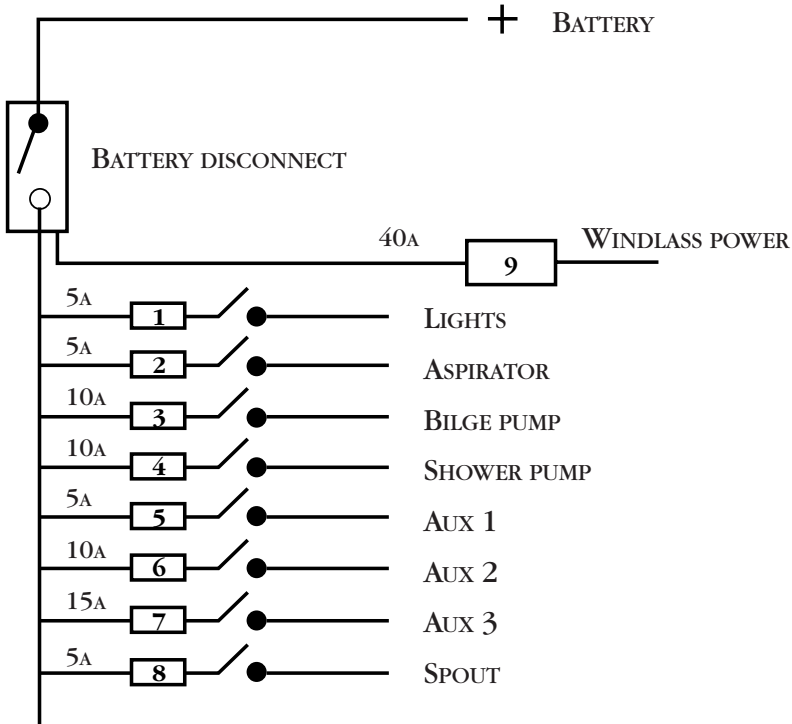 + Battery
Battery disconnect
40A 9 Windlass power
5A 1 Lights
5A 2 Aspirator
10A 3 Bilge pump
10A 4 Shower pump
5A 5 Aux 1
10A 6 Aux 2
15A 7 Aux 3
5A 8 Spout